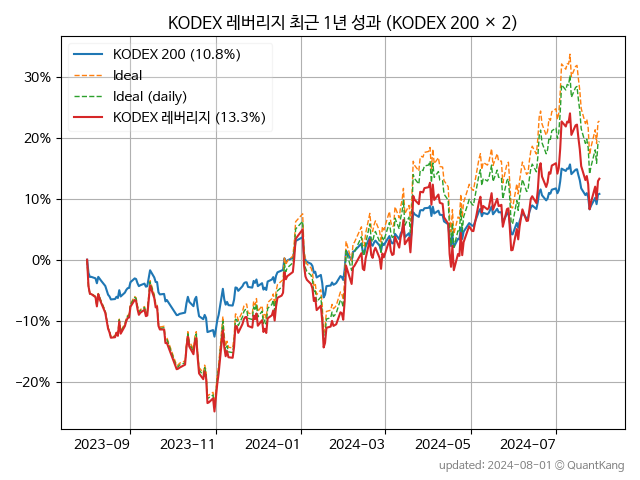 KODEX 레버리지 최근 1년 성과 (KODEX 200 × 2)
KODEX 200 (10.8%)
Ideal
Ideal (daily)
KODEX 레버리지 (13.3%)
30%
20%
10%
0%
−10%
−20%
2023-09
2023-11
2024-01
2024-03
2024-05
2024-07
updated: 2024-08-01 © QuantKang